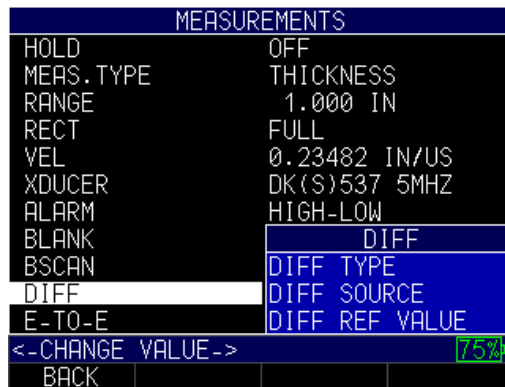 MEASUREMENTS
HOLD OFF
MEAS.TYPE THICKNESS
RANGE 1.000 IN
RECT FULL
VEL 0.23482 IN/US
XDUCER DK(S)537 5MHZ
ALARM HIGH-LOW
BLANK DIFF
BSCAN DIFF TYPE
DIFF DIFF SOURCE
E-TO-E DIFF REF VALUE
<-CHANGE VALUE-> 75%
BACK